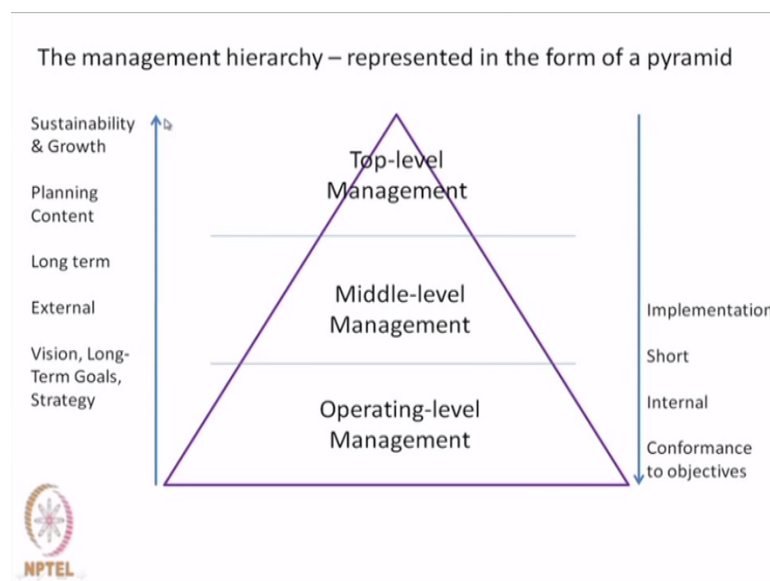 The management hierarchy – represented in the form of a pyramid
Sustainability
& Growth
Planning
Content
Long term
External
Vision, Long-
Term Goals,
Strategy
Top-level
Management
Middle-level
Management
Operating-level
Management
Implementation
Short
Internal
Conformance
to objectives
NPTEL